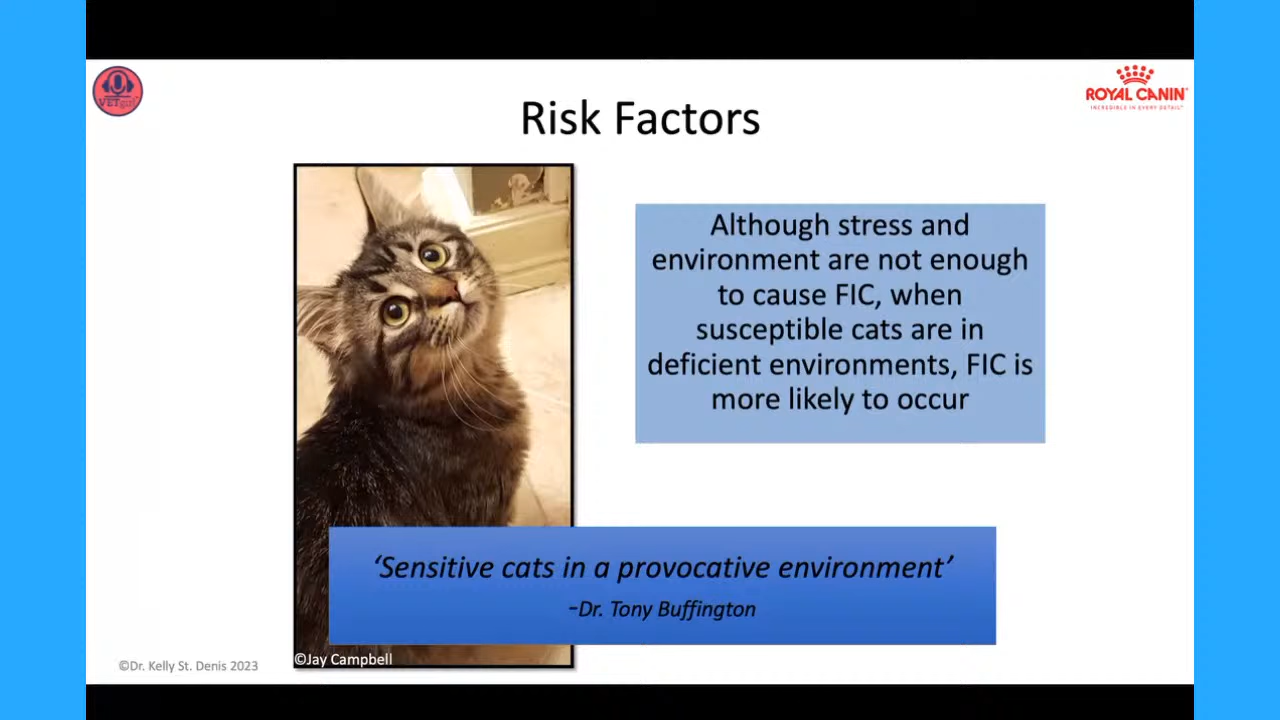 VETgirl
ROYAL CANIN
INCREDIBLE IN EVERY DETAIL
Risk Factors
Although stress and
environment are not enough
to cause FIC, when
susceptible cats are in
deficient environments, FIC is
more likely to occur
‘Sensitive cats in a provocative environment’
-Dr. Tony Buffington
©Jay Campbell
©Dr. Kelly St. Denis 2023